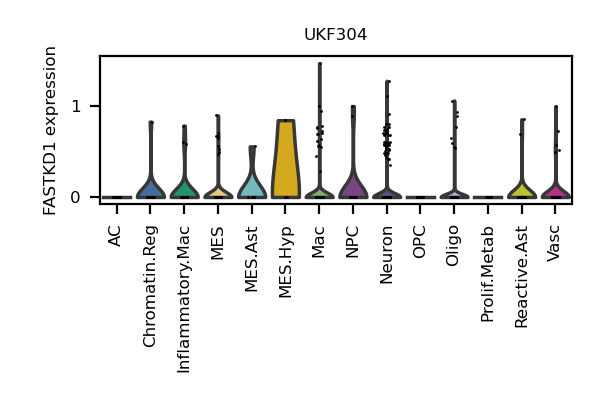 UKF304
FASTKD1 expression
1
0
AC
Chromatin.Reg
Inflammatory.Mac
MES
MES.Ast
MES.Hyp
Mac
NPC
Neuron
OPC
Oligo
Prolif.Metab
Reactive.Ast
Vasc